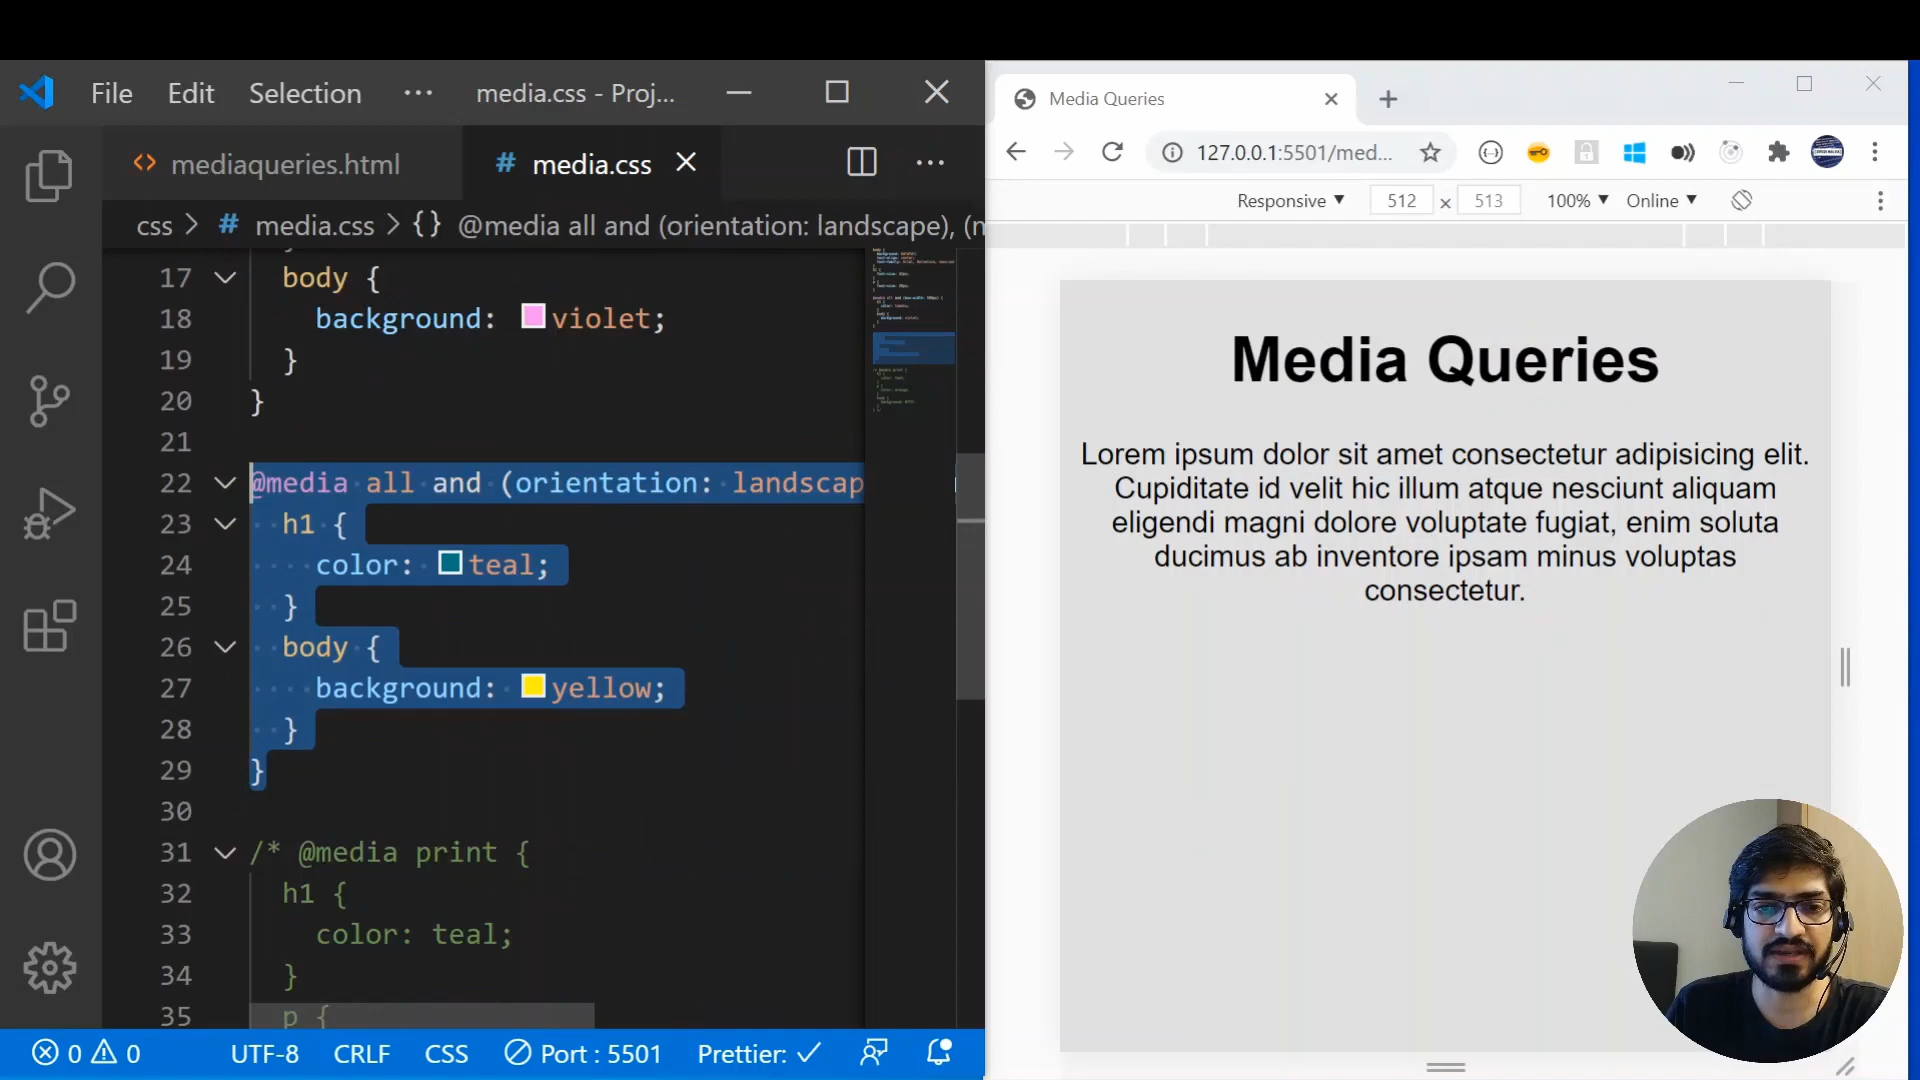 File Edit Selection ··· media.css - Proj...
mediaqueries.html # media.css
css > # media.css > {} @media all and (orientation: landscape), (m
17 body {
18 background: violet;
19 }
20 }
21
22 @media all and (orientation: landscap
23 h1 {
24 color: teal;
25 }
26 body {
27 background: yellow;
28 }
29 }
30
31 /* @media print {
32 h1 {
33 color: teal;
34 }
35 p {
0 0 UTF-8 CRLF CSS Port : 5501 Prettier: ✓
Media Queries
127.0.0.1:5501/med...
Responsive 512 × 513 100% Online
Media Queries
Lorem ipsum dolor sit amet consectetur adipisicing elit.
Cupiditate id velit hic illum atque nesciunt aliquam
eligendi magni dolore voluptate fugiat, enim soluta
ducimus ab inventore ipsam minus voluptas
consectetur.